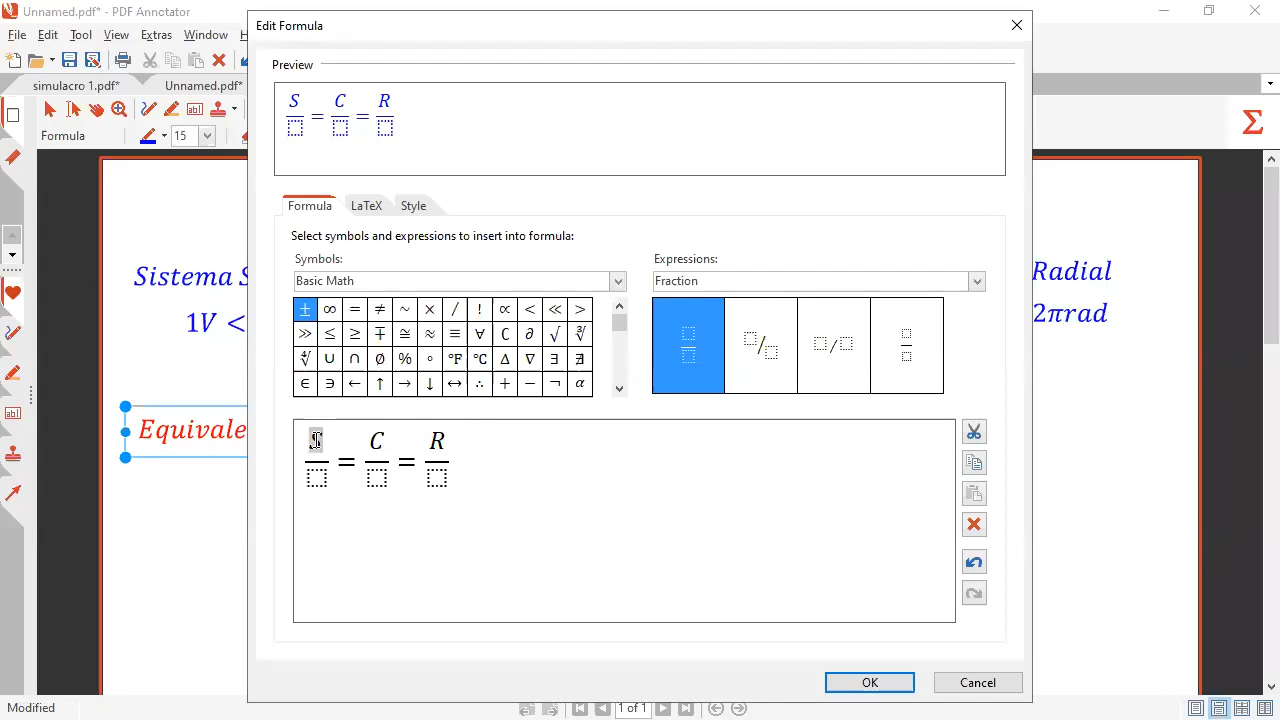 Unnamed.pdf* - PDF Annotator
File Edit Tool View Extras Window
simulacro 1.pdf* Unnamed.pdf*
Formula 15
Σ
Sistema S
1V <
Equivale
Radial
2πrad
Edit Formula
Preview
S/□ = C/□ = R/□
Formula LaTeX Style
Select symbols and expressions to insert into formula:
Symbols: Expressions:
Basic Math Fraction
± ∞ = ≠ ~ × / ! ∝ < ≪ >
≫ ≤ ≥ ∓ ≅ ≈ ≡ ∀ ∁ ∂ √ ∛
∜ ∪ ∩ ∅ % ° ℉ ℃ ∆ ∇ ∃ ∄
∈ ∋ ← ↑ → ↓ ↔ ∴ + − ¬ α
S/□ = C/□ = R/□
OK Cancel
Modified 1 of 1